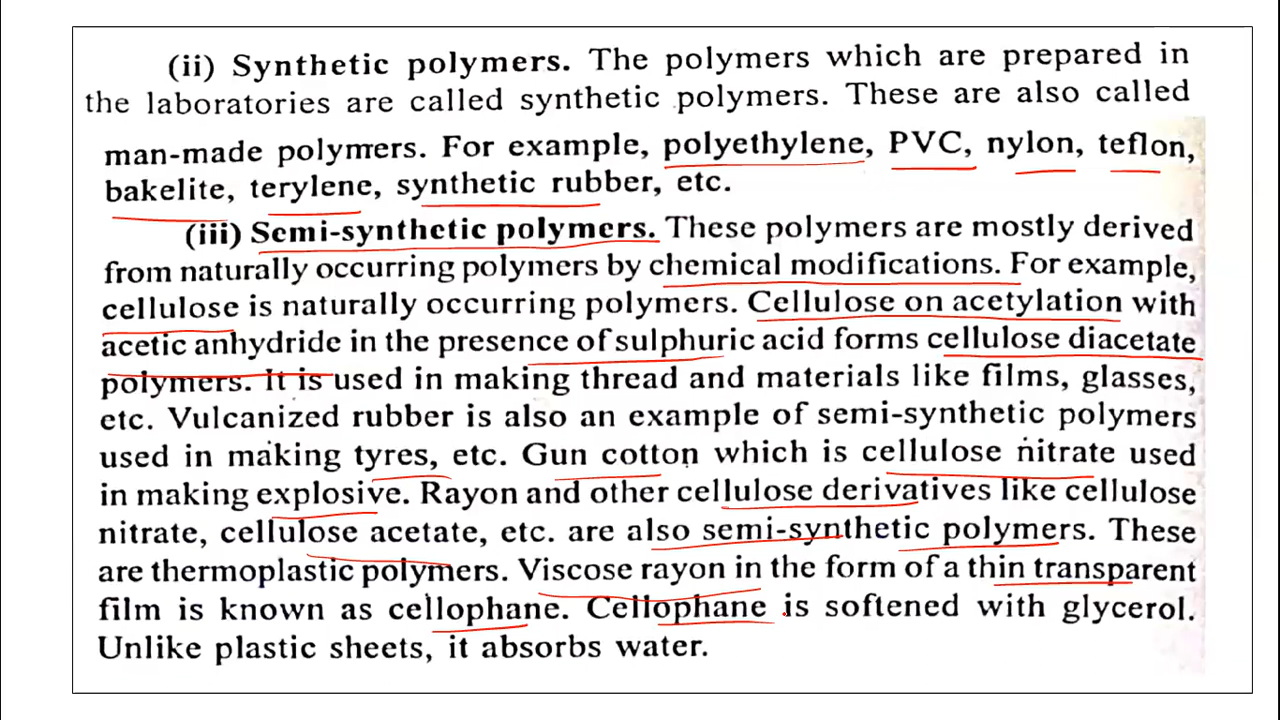 (ii) Synthetic polymers. The polymers which are prepared in
the laboratories are called synthetic polymers. These are also called
man-made polymers. For example, polyethylene, PVC, nylon, teflon,
bakelite, terylene, synthetic rubber, etc.
(iii) Semi-synthetic polymers. These polymers are mostly derived
from naturally occurring polymers by chemical modifications. For example,
cellulose is naturally occurring polymers. Cellulose on acetylation with
acetic anhydride in the presence of sulphuric acid forms cellulose diacetate
polymers. It is used in making thread and materials like films, glasses,
etc. Vulcanized rubber is also an example of semi-synthetic polymers
used in making tyres, etc. Gun cotton which is cellulose nitrate used
in making explosive. Rayon and other cellulose derivatives like cellulose
nitrate, cellulose acetate, etc. are also semi-synthetic polymers. These
are thermoplastic polymers. Viscose rayon in the form of a thin transparent
film is known as cellophane. Cellophane is softened with glycerol.
Unlike plastic sheets, it absorbs water.